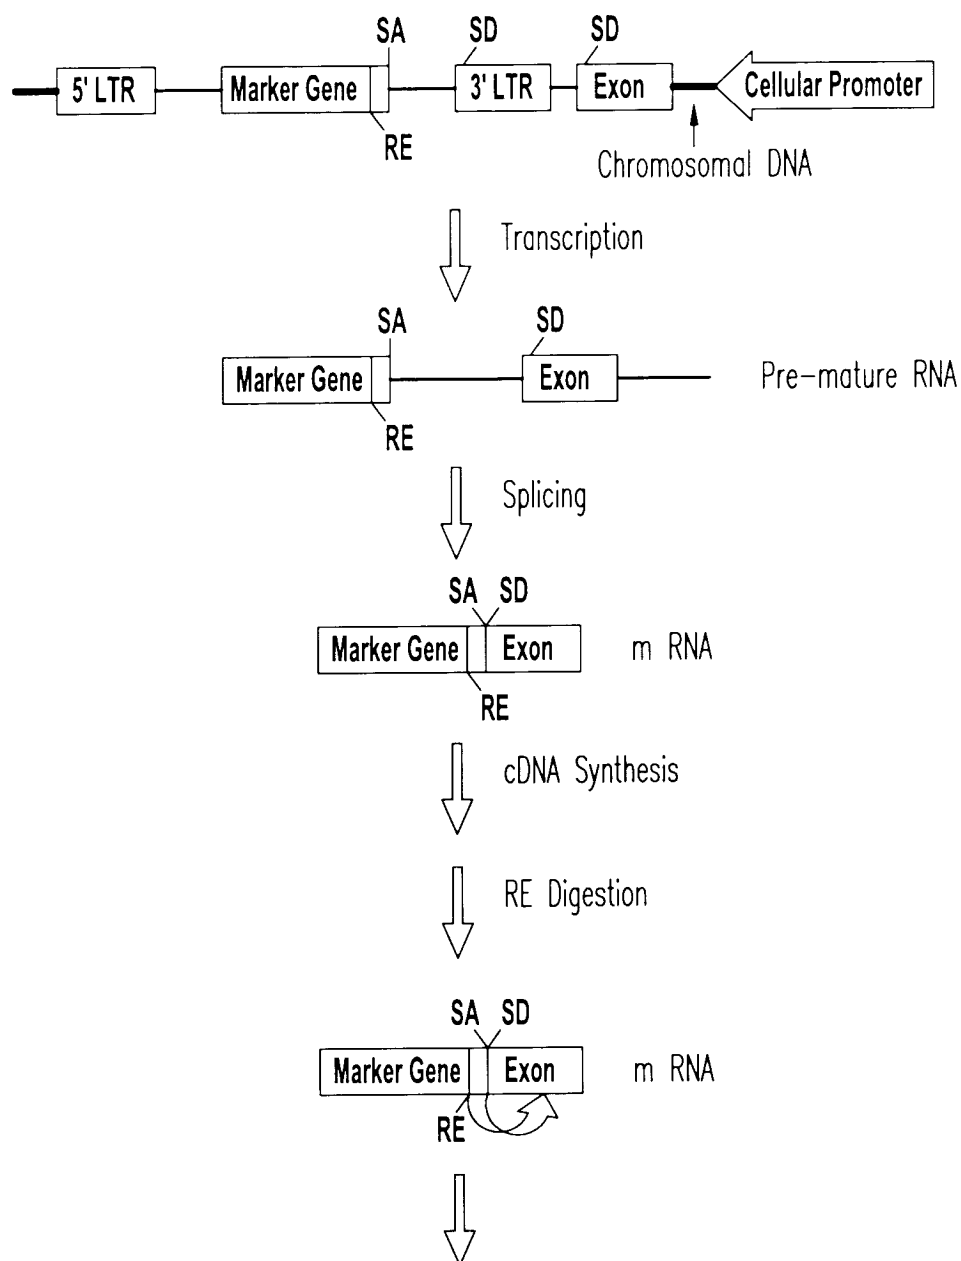 SA
SD
SD
5' LTR
Marker Gene
3' LTR
Exon
Cellular Promoter
RE
Chromosomal DNA
Transcription
SA
SD
Marker Gene
Exon
Pre-mature RNA
RE
Splicing
SA SD
Marker Gene
Exon
m RNA
RE
cDNA Synthesis
RE Digestion
SA SD
Marker Gene
Exon
m RNA
RE